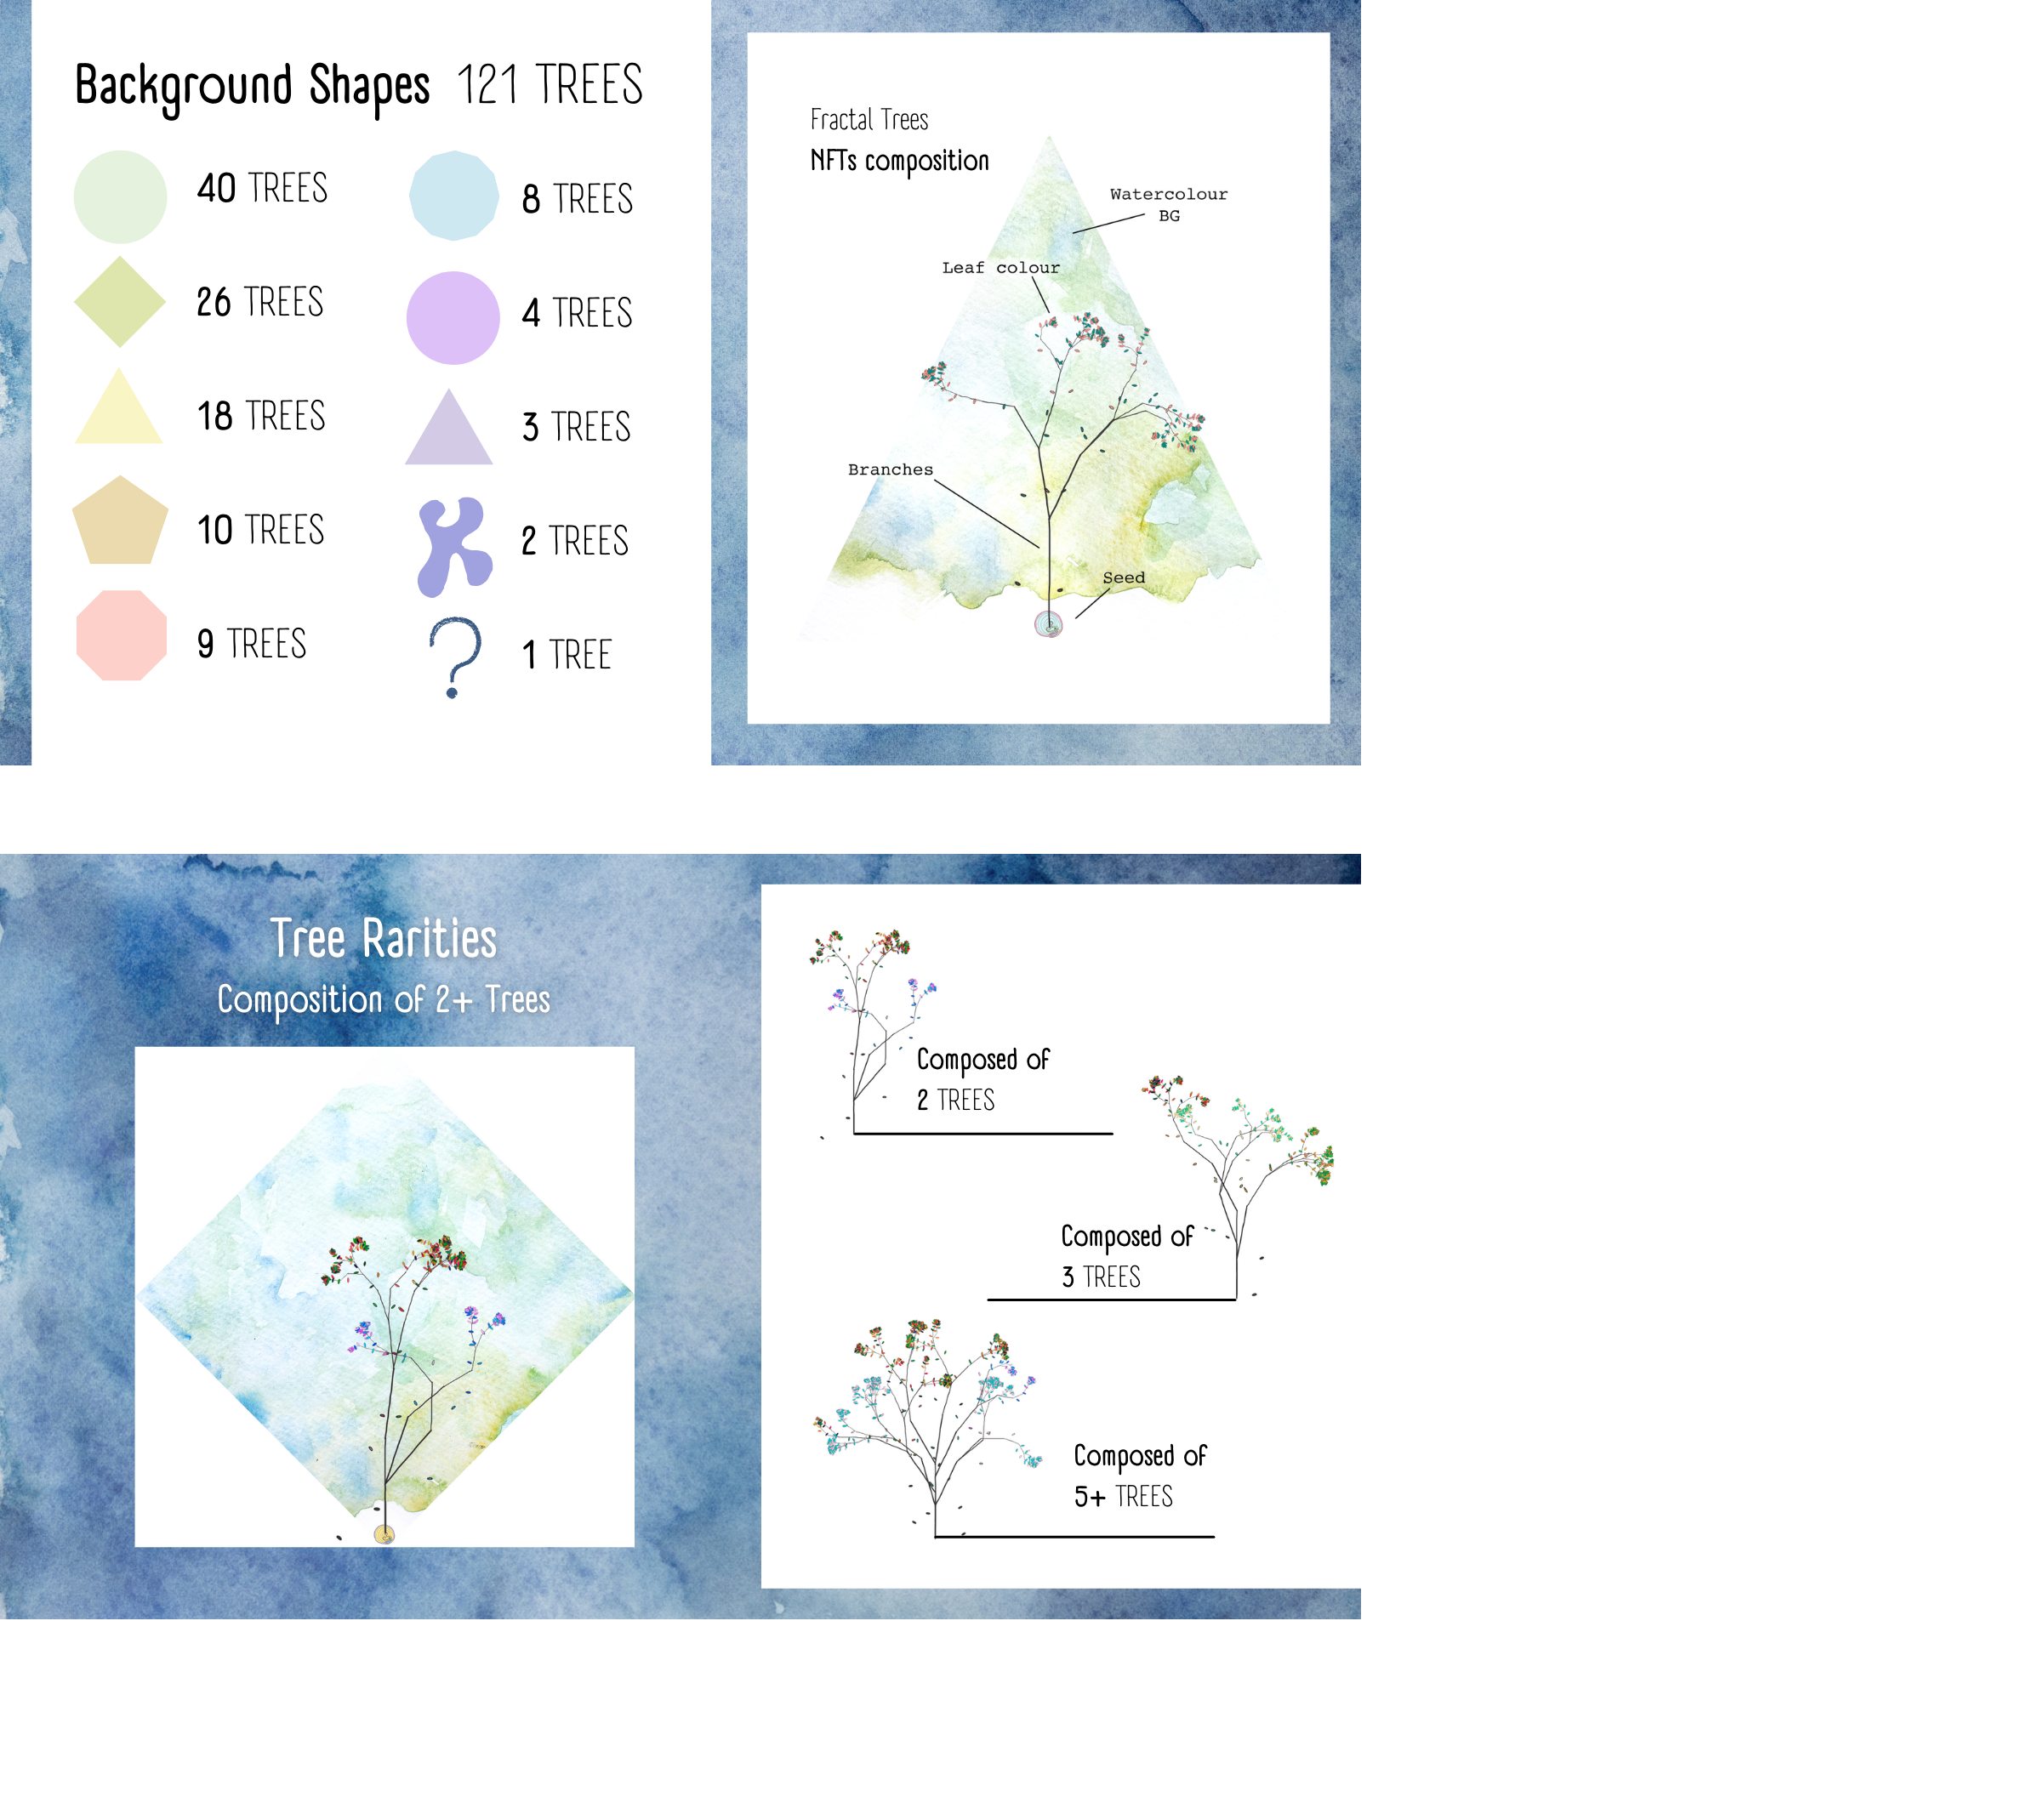 Background Shapes 121 TREES
40 TREES
26 TREES
18 TREES
10 TREES
9 TREES
8 TREES
4 TREES
3 TREES
2 TREES
?
1 TREE
Fractal Trees
NFTs composition
Watercolour
BG
Leaf colour
Branches
Seed
Tree Rarities
Composition of 2+ Trees
Composed of
2 TREES
Composed of
3 TREES
Composed of
5+ TREES